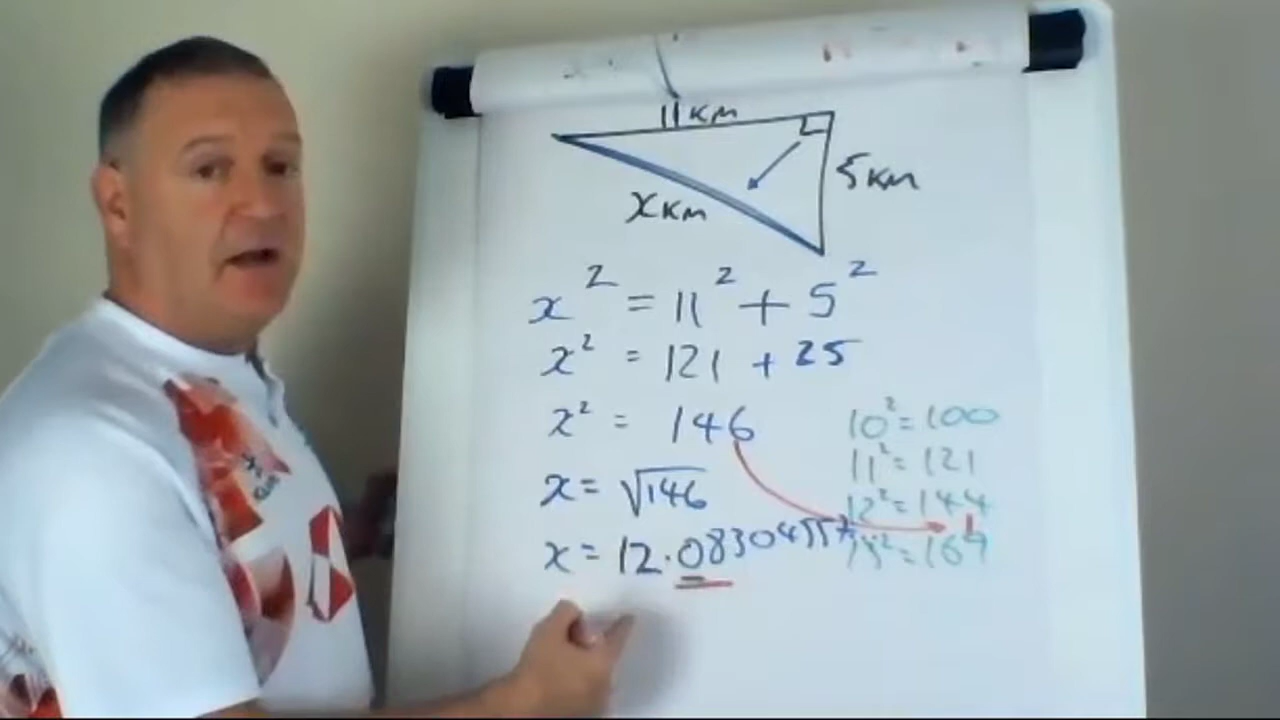 11 KM
5 KM
x KM
x² = 11² + 5²
x² = 121 + 25
x² = 146
x = √146
x = 12.083045
10² = 100
11² = 121
12² = 144
13² = 169